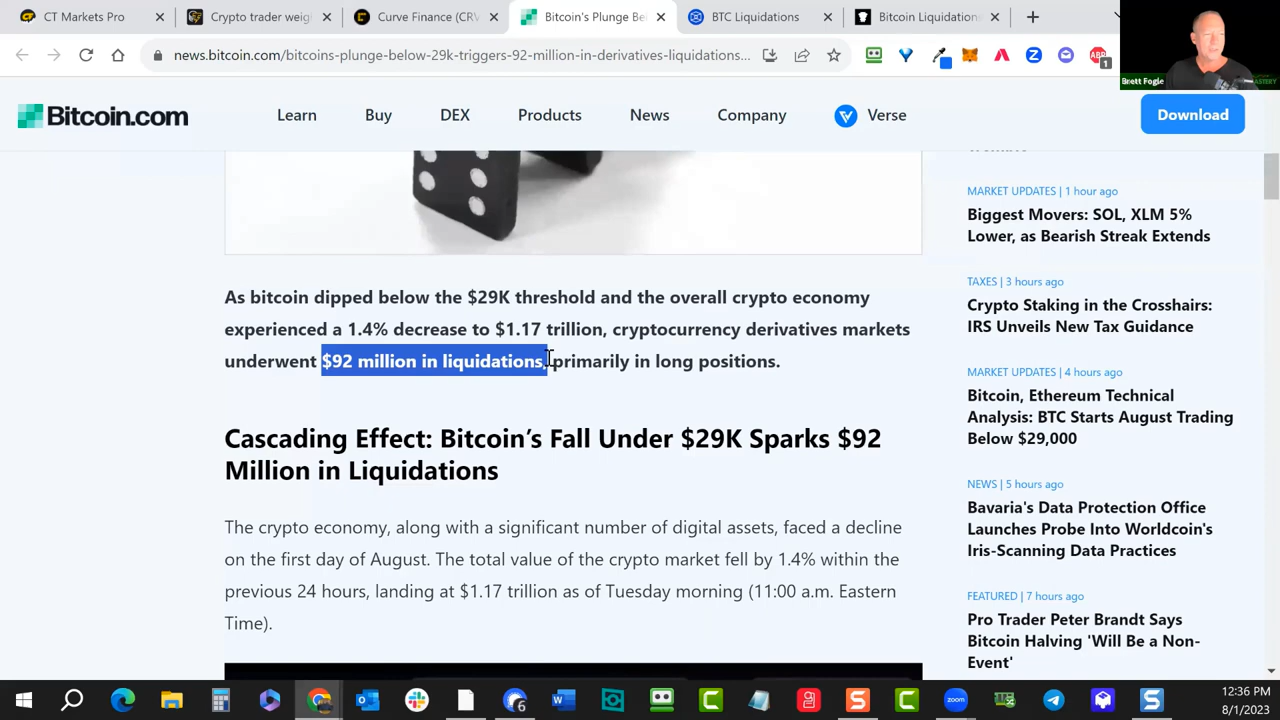 CT Markets Pro
Crypto trader weig
Curve Finance (CRV
Bitcoin's Plunge Be
BTC Liquidations
Bitcoin Liquidations
news.bitcoin.com/bitcoins-plunge-below-29k-triggers-92-million-in-derivatives-liquidations...
1
Brett Fogle
Bitcoin.com
Learn
Buy
DEX
Products
News
Company
Verse
Download
MARKET UPDATES | 1 hour ago
Biggest Movers: SOL, XLM 5%
Lower, as Bearish Streak Extends
TAXES | 3 hours ago
Crypto Staking in the Crosshairs:
IRS Unveils New Tax Guidance
MARKET UPDATES | 4 hours ago
Bitcoin, Ethereum Technical
Analysis: BTC Starts August Trading
Below $29,000
NEWS | 5 hours ago
Bavaria's Data Protection Office
Launches Probe Into Worldcoin's
Iris-Scanning Data Practices
FEATURED | 7 hours ago
Pro Trader Peter Brandt Says
Bitcoin Halving 'Will Be a Non-
Event'
As bitcoin dipped below the $29K threshold and the overall crypto economy
experienced a 1.4% decrease to $1.17 trillion, cryptocurrency derivatives markets
underwent $92 million in liquidations, primarily in long positions.
Cascading Effect: Bitcoin's Fall Under $29K Sparks $92
Million in Liquidations
The crypto economy, along with a significant number of digital assets, faced a decline
on the first day of August. The total value of the crypto market fell by 1.4% within the
previous 24 hours, landing at $1.17 trillion as of Tuesday morning (11:00 a.m. Eastern
Time).
12:36 PM
8/1/2023